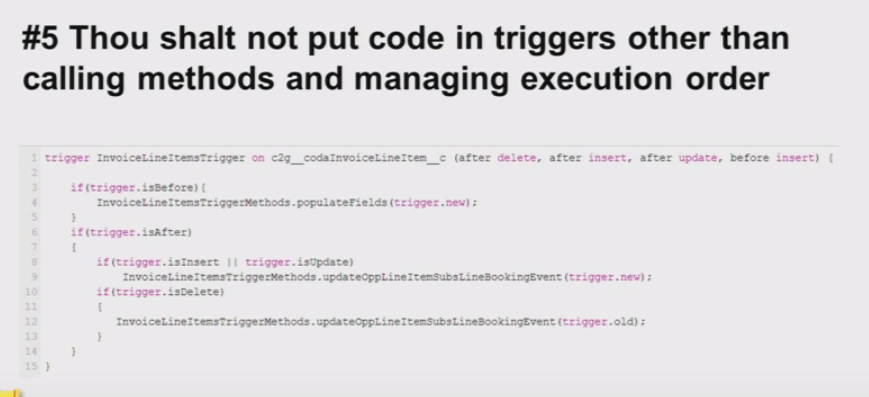 #5 Thou shalt not put code in triggers other than
calling methods and managing execution order
1 trigger InvoiceLineItemsTrigger on c2g__codaInvoiceLineItem__c (after delete, after insert, after update, before insert) {
2
3 if(trigger.isBefore){
4 InvoiceLineItemsTriggerMethods.populateFields(trigger.new);
5 }
6 if(trigger.isAfter)
7 {
8 if(trigger.isInsert || trigger.isUpdate)
9 InvoiceLineItemsTriggerMethods.updateOppLineItemSubsLineBookingEvent(trigger.new);
10 if(trigger.isDelete)
11 {
12 InvoiceLineItemsTriggerMethods.updateOppLineItemSubsLineBookingEvent(trigger.old);
13 }
14 }
15 }